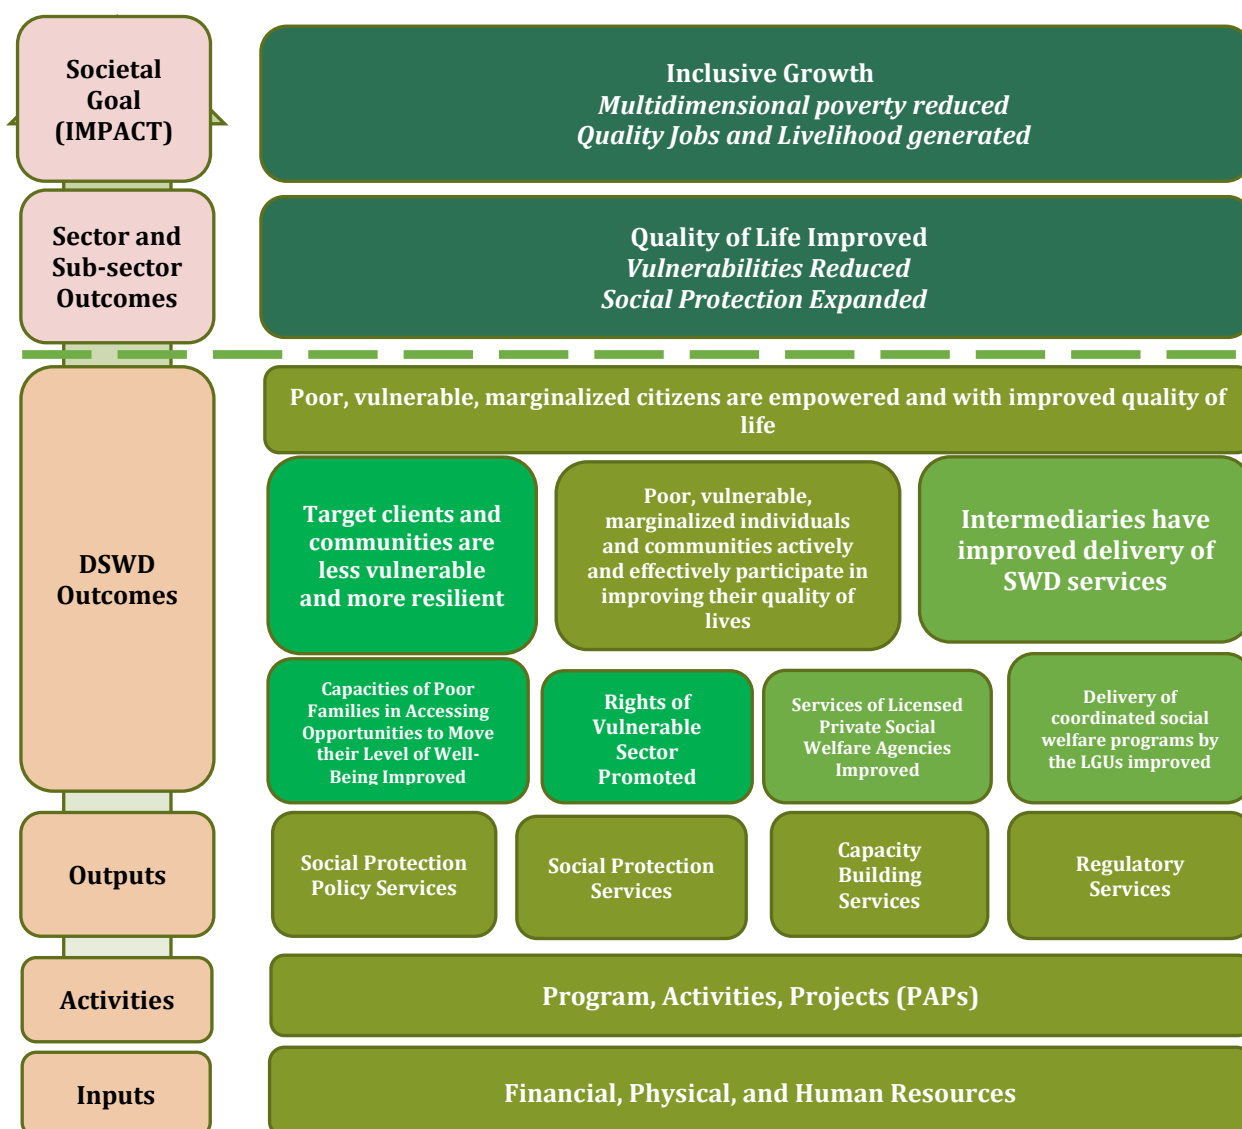 Societal
Goal
(IMPACT)
Inclusive Growth
Multidimensional poverty reduced
Quality Jobs and Livelihood generated
Sector and
Sub-sector
Outcomes
Quality of Life Improved
Vulnerabilities Reduced
Social Protection Expanded
DSWD
Outcomes
Poor, vulnerable, marginalized citizens are empowered and with improved quality of
life
Target clients and
communities are
less vulnerable
and more resilient
Poor, vulnerable,
marginalized individuals
and communities actively
and effectively participate in
improving their quality of
lives
Intermediaries have
improved delivery of
SWD services
Capacities of Poor
Families in Accessing
Opportunities to Move
their Level of Well-
Being Improved
Rights of
Vulnerable
Sector
Promoted
Services of Licensed
Private Social
Welfare Agencies
Improved
Delivery of
coordinated social
welfare programs by
the LGUs improved
Outputs
Social Protection
Policy Services
Social Protection
Services
Capacity
Building
Services
Regulatory
Services
Activities
Program, Activities, Projects (PAPs)
Inputs
Financial, Physical, and Human Resources